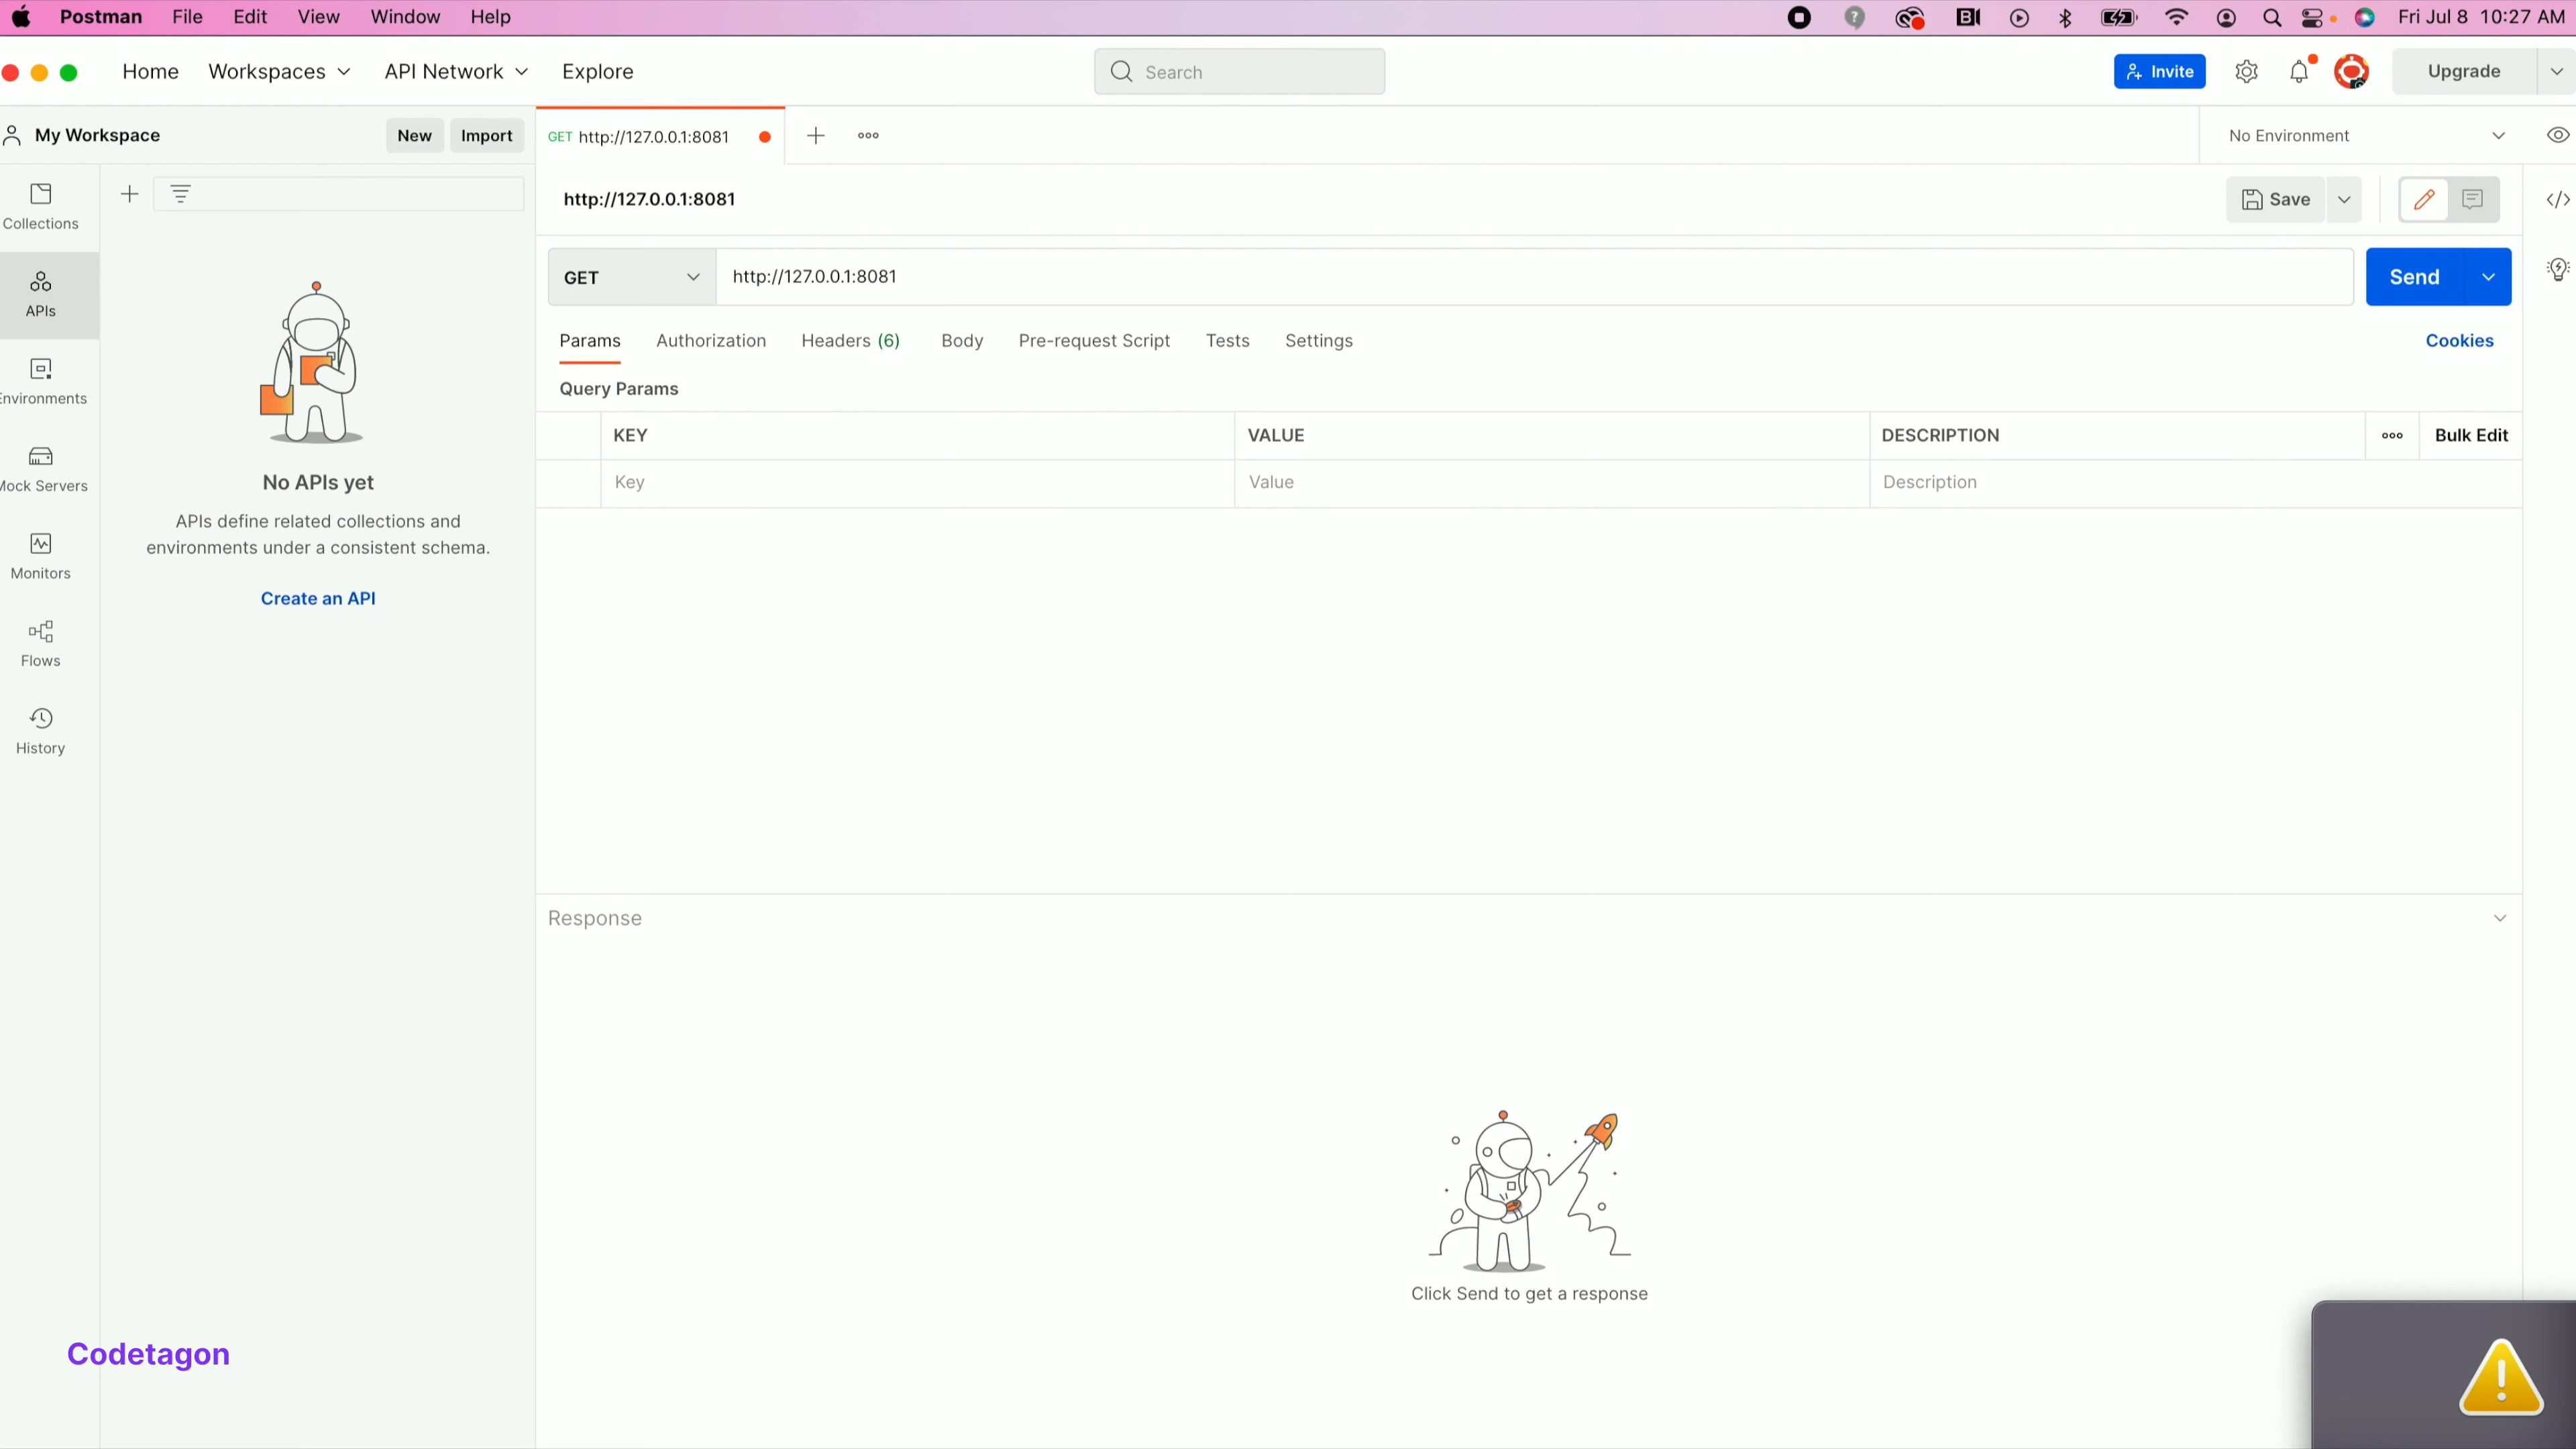 Postman File Edit View Window Help
Fri Jul 8 10:27 AM
Home Workspaces API Network Explore
Search
Invite
Upgrade
My Workspace
New
Import
GET http://127.0.0.1:8081
No Environment
Collections
APIs
Environments
Mock Servers
Monitors
Flows
History
No APIs yet
APIs define related collections and
environments under a consistent schema.
Create an API
http://127.0.0.1:8081
Save
GET
http://127.0.0.1:8081
Send
Params Authorization Headers (6) Body Pre-request Script Tests Settings
Cookies
Query Params
KEY VALUE DESCRIPTION Bulk Edit
Key Value Description
Response
Click Send to get a response
Codetagon